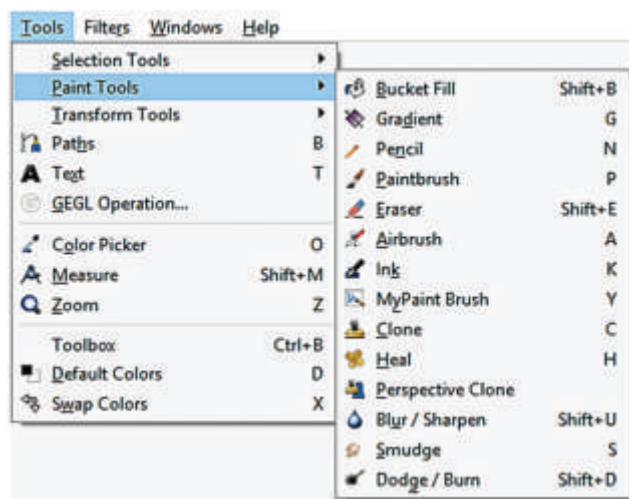 Tools Filters Windows Help
Selection Tools
Paint Tools
Transform Tools
Paths B
Text T
GEGL Operation...
Color Picker O
Measure Shift+M
Zoom Z
Toolbox Ctrl+B
Default Colors D
Swap Colors X
Bucket Fill Shift+B
Gradient G
Pencil N
Paintbrush P
Eraser Shift+E
Airbrush A
Ink K
MyPaint Brush Y
Clone C
Heal H
Perspective Clone
Blur / Sharpen Shift+U
Smudge S
Dodge / Burn Shift+D